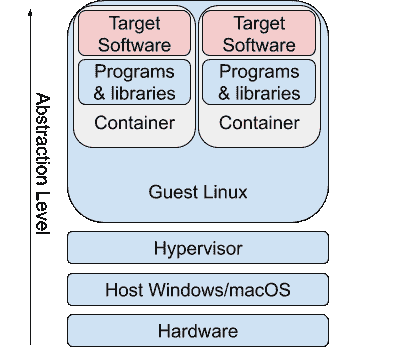 Abstraction Level
Target
Software
Programs
& libraries
Container
Target
Software
Programs
& libraries
Container
Guest Linux
Hypervisor
Host Windows/macOS
Hardware